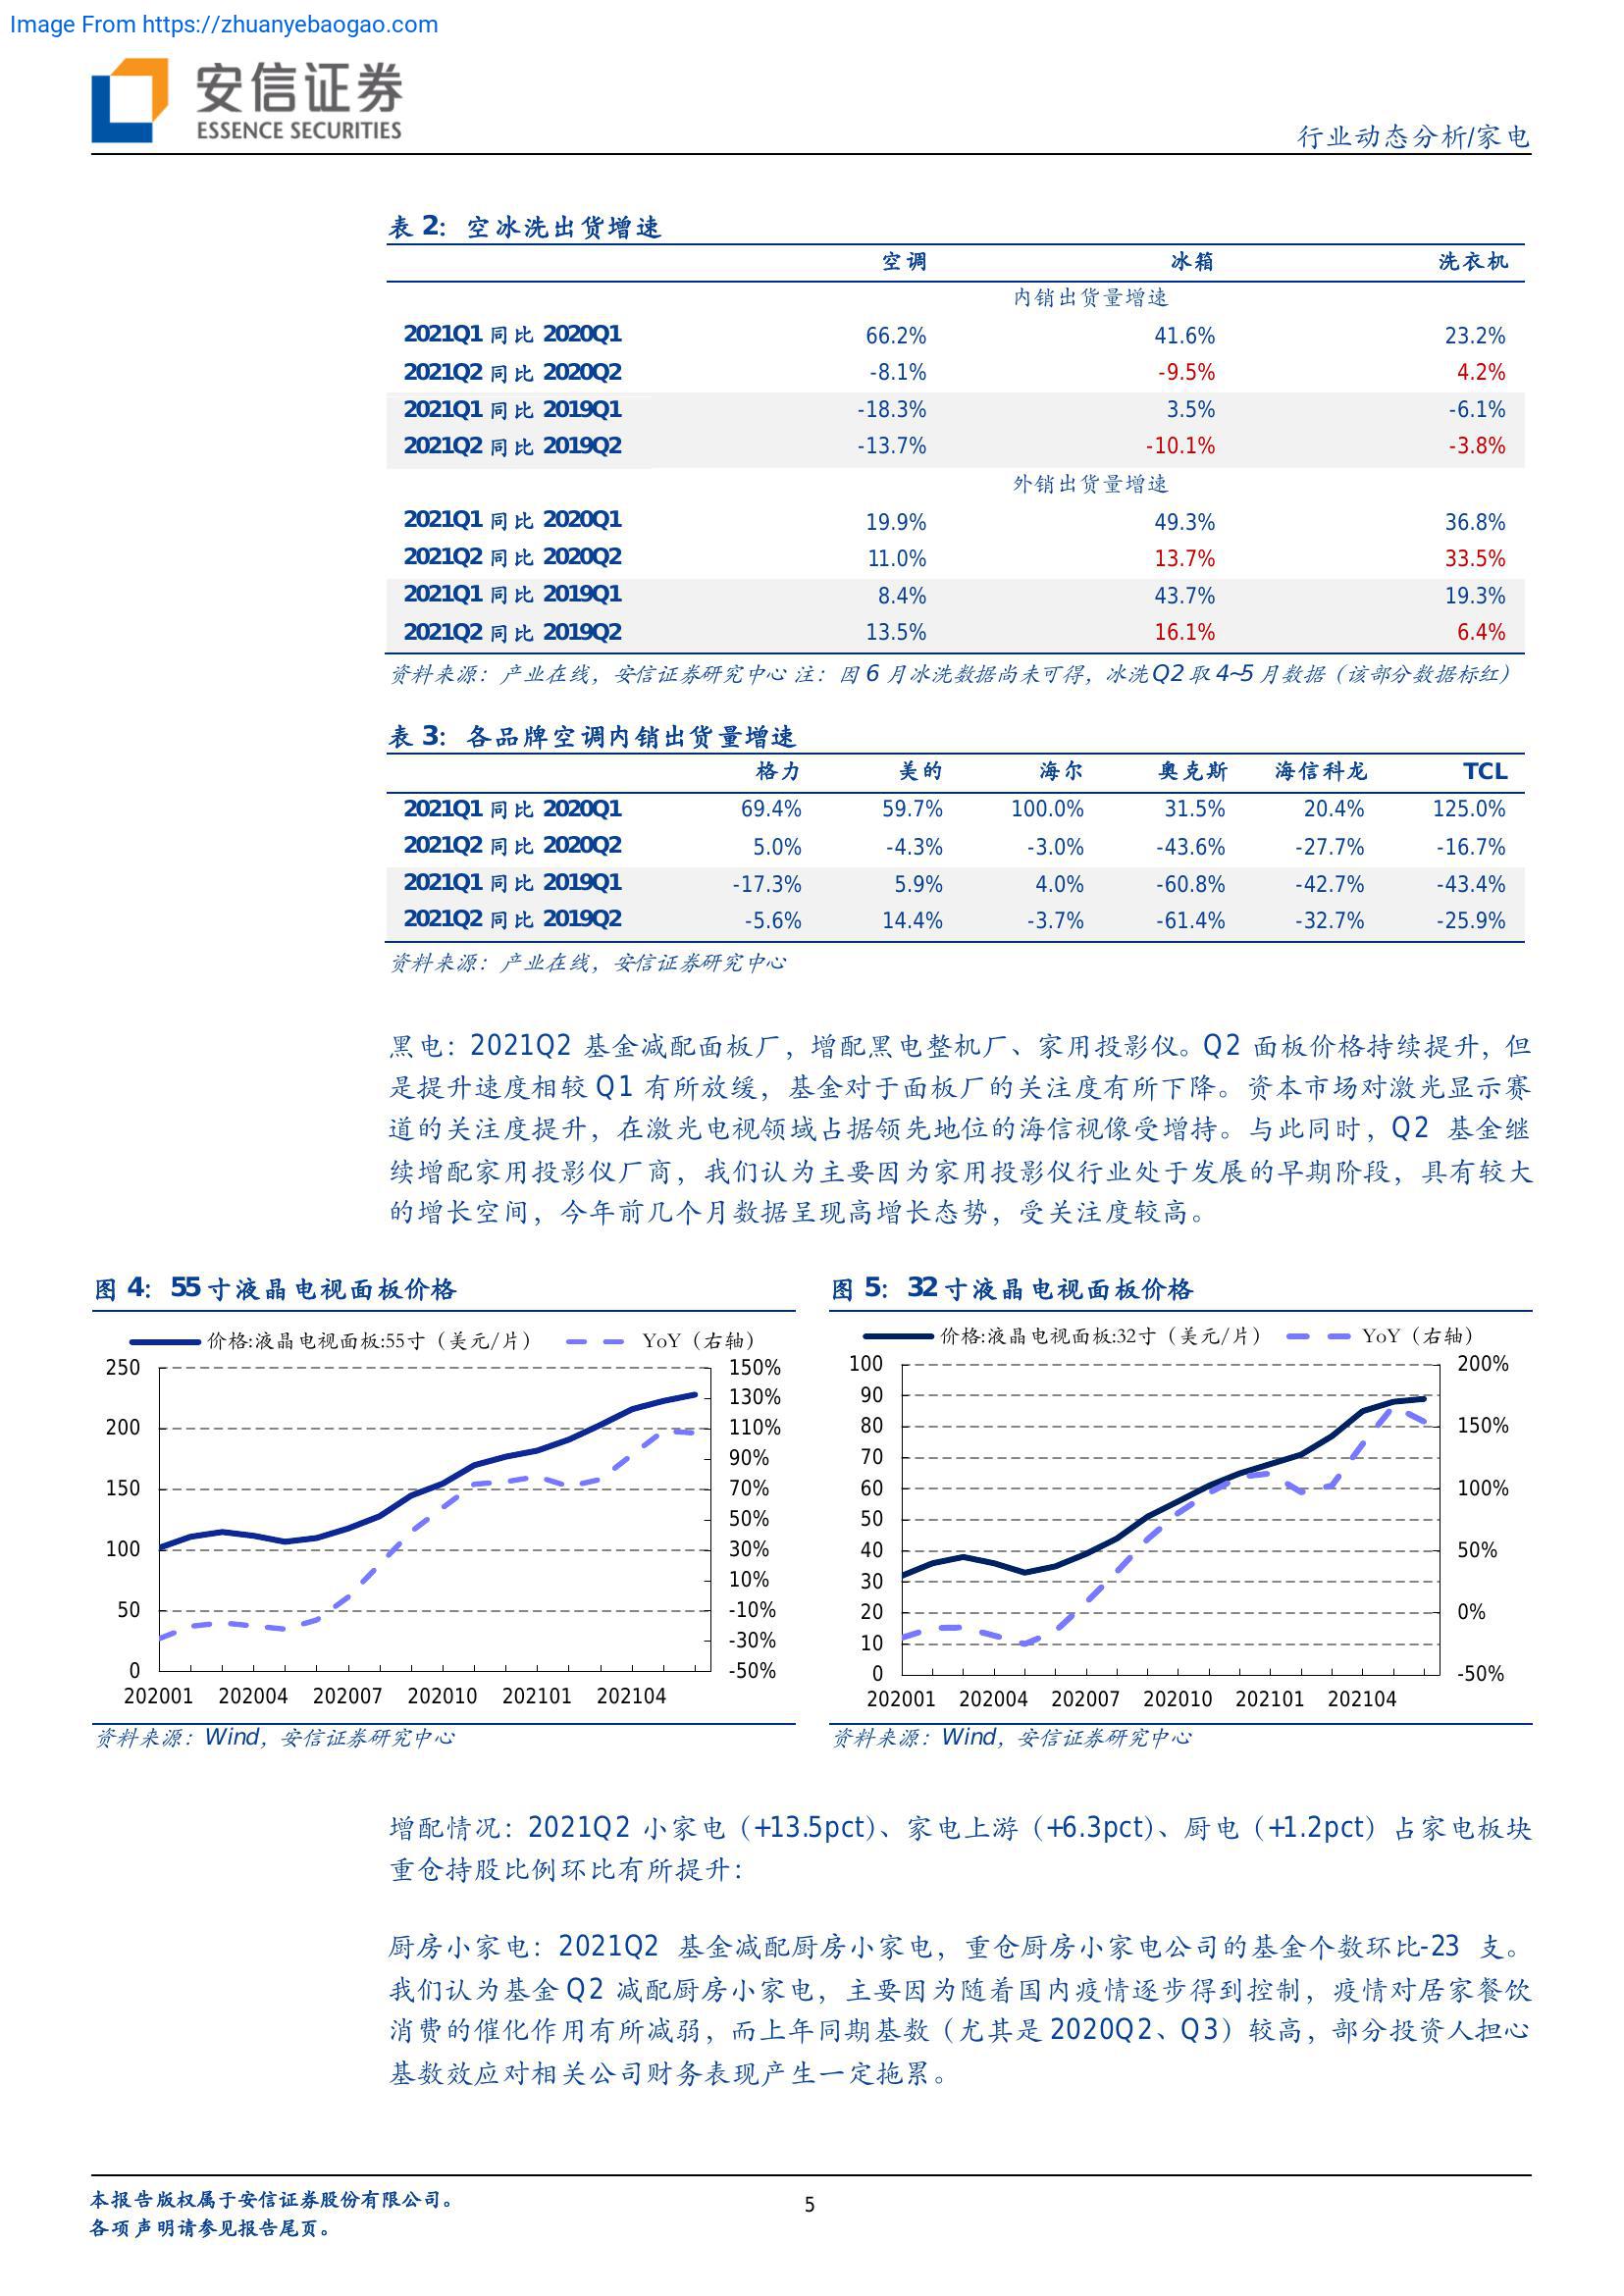 Image From https://zhuanyebaogao.com
安信证券
ESSENCE SECURITIES
行业动态分析/家电
表 2：空冰洗出货增速
空调 冰箱 洗衣机
内销出货量增速
2021Q1 同比 2020Q1 66.2% 41.6% 23.2%
2021Q2 同比 2020Q2 -8.1% -9.5% 4.2%
2021Q1 同比 2019Q1 -18.3% 3.5% -6.1%
2021Q2 同比 2019Q2 -13.7% -10.1% -3.8%
外销出货量增速
2021Q1 同比 2020Q1 19.9% 49.3% 36.8%
2021Q2 同比 2020Q2 11.0% 13.7% 33.5%
2021Q1 同比 2019Q1 8.4% 43.7% 19.3%
2021Q2 同比 2019Q2 13.5% 16.1% 6.4%
资料来源：产业在线，安信证券研究中心 注：因 6 月冰洗数据尚未可得，冰洗 Q2 取 4~5 月数据（该部分数据标红）
表 3：各品牌空调内销出货量增速
格力 美的 海尔 奥克斯 海信科龙 TCL
2021Q1 同比 2020Q1 69.4% 59.7% 100.0% 31.5% 20.4% 125.0%
2021Q2 同比 2020Q2 5.0% -4.3% -3.0% -43.6% -27.7% -16.7%
2021Q1 同比 2019Q1 -17.3% 5.9% 4.0% -60.8% -42.7% -43.4%
2021Q2 同比 2019Q2 -5.6% 14.4% -3.7% -61.4% -32.7% -25.9%
资料来源：产业在线，安信证券研究中心
黑电：2021Q2 基金减配面板厂，增配黑电整机厂、家用投影仪。Q2 面板价格持续提升，但
是提升速度相较 Q1 有所放缓，基金对于面板厂的关注度有所下降。资本市场对激光显示赛
道的关注度提升，在激光电视领域占据领先地位的海信视像受增持。与此同时，Q2 基金继
续增配家用投影仪厂商，我们认为主要因为家用投影仪行业处于发展的早期阶段，具有较大
的增长空间，今年前几个月数据呈现高增长态势，受关注度较高。
图 4：55 寸液晶电视面板价格
价格:液晶电视面板:55寸（美元/片） YoY（右轴）
250 150%
130%
200 110%
90%
150 70%
50%
100 30%
10%
50 -10%
-30%
0 -50%
202001 202004 202007 202010 202101 202104
资料来源：Wind，安信证券研究中心
图 5：32 寸液晶电视面板价格
价格:液晶电视面板:32寸（美元/片） YoY（右轴）
100 200%
90
80 150%
70
60 100%
50
40 50%
30
20 0%
10
0 -50%
202001 202004 202007 202010 202101 202104
资料来源：Wind，安信证券研究中心
增配情况：2021Q2 小家电（+13.5pct）、家电上游（+6.3pct）、厨电（+1.2pct）占家电板块
重仓持股比例环比有所提升：
厨房小家电：2021Q2 基金减配厨房小家电，重仓厨房小家电公司的基金个数环比-23 支。
我们认为基金 Q2 减配厨房小家电，主要因为随着国内疫情逐步得到控制，疫情对居家餐饮
消费的催化作用有所减弱，而上年同期基数（尤其是 2020Q2、Q3）较高，部分投资人担心
基数效应对相关公司财务表现产生一定拖累。
本报告版权属于安信证券股份有限公司。
各项声明请参见报告尾页。
5